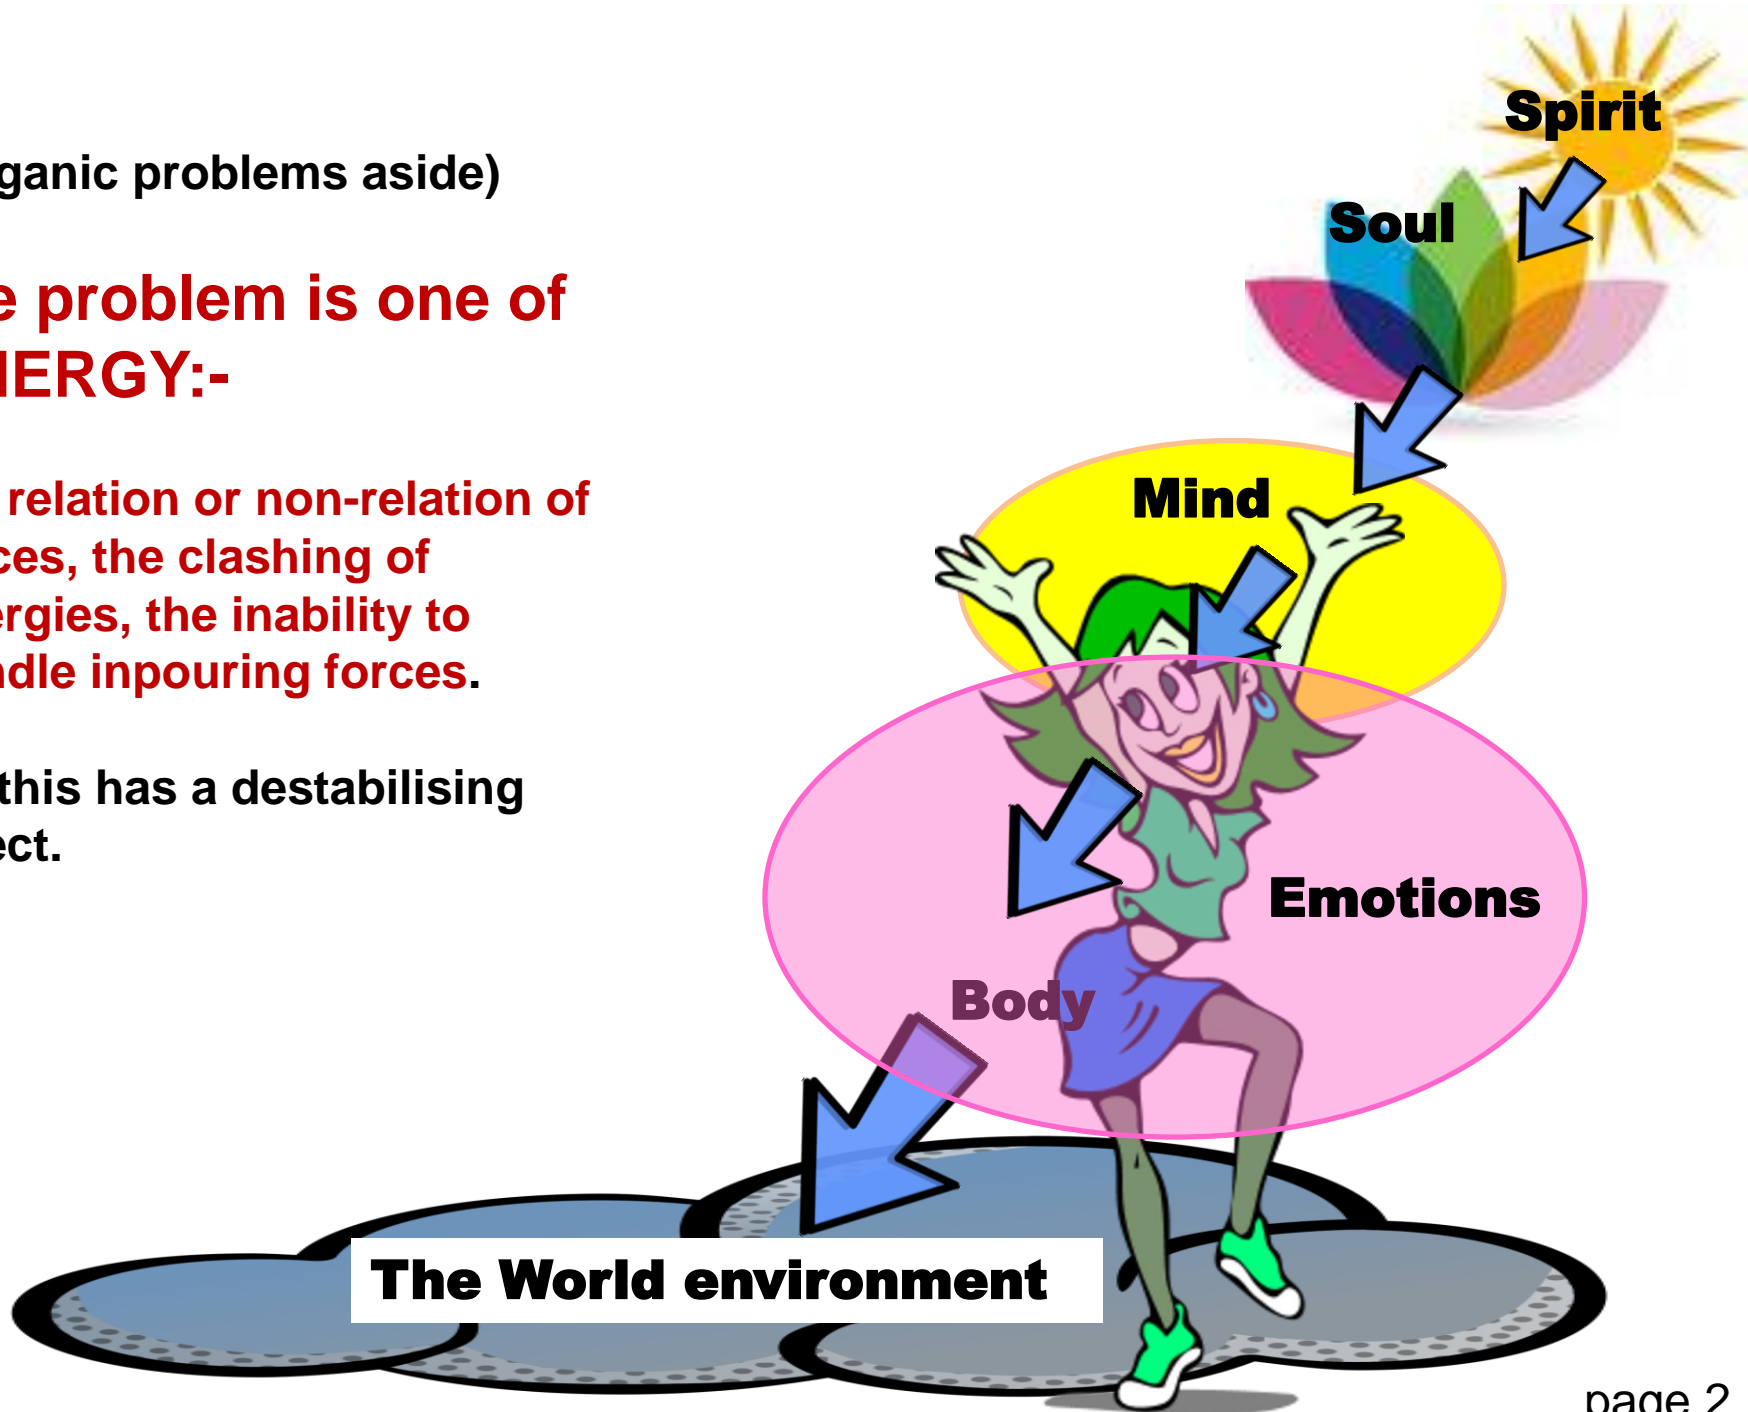 ganic problems aside)
e problem is one of
NERGY:-
relation or non-relation of
ces, the clashing of
ergies, the inability to
ndle inpouring forces.
this has a destabilising
ect.
Spirit
Soul
Mind
Emotions
Body
The World environment
page 2